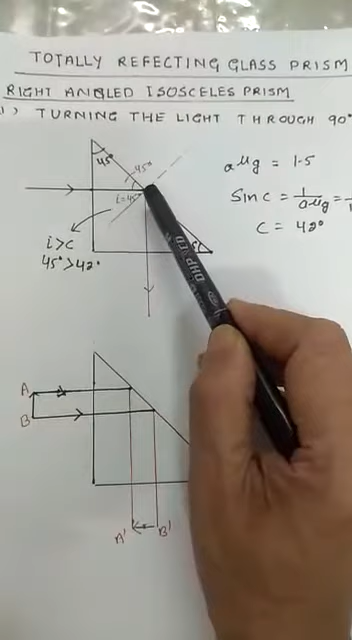 TOTALLY REFECTING GLASS PRISM
RIGHT ANGLED ISOSCELES PRISM
1) TURNING THE LIGHT THROUGH 90°
45°
45°
i=45°
aμg = 1.5
Sin C = 1/aμg =
C = 42°
i>c
45°>42°
A
B
A' B'